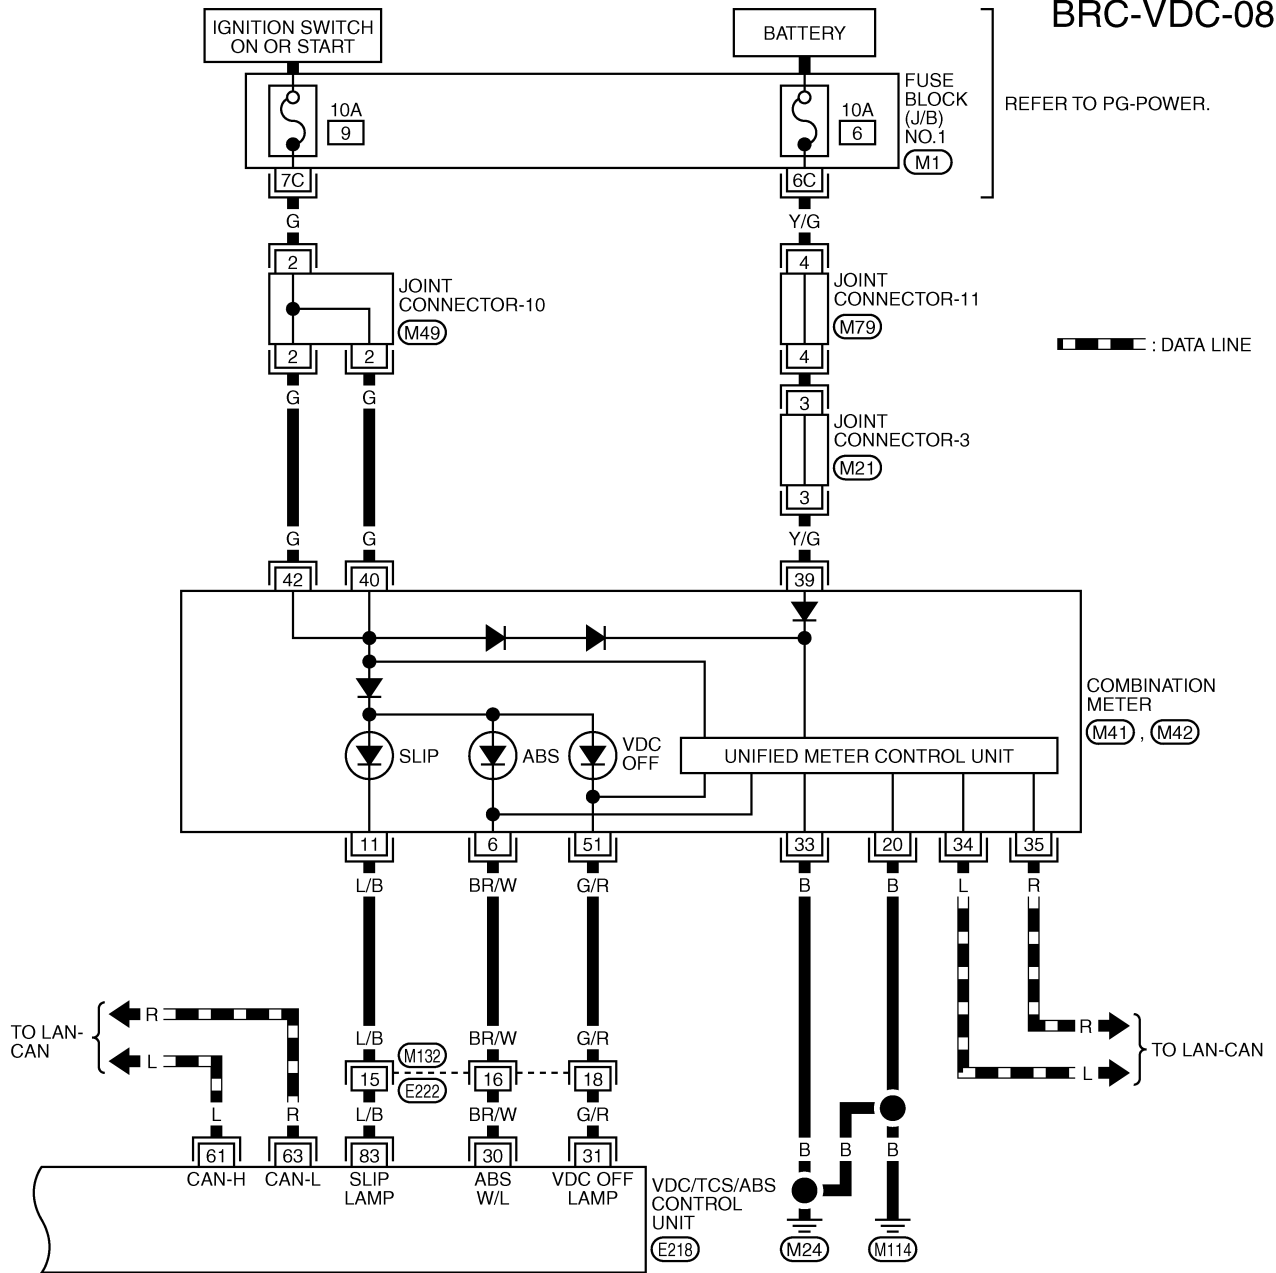 BRC-VDC-08
IGNITION SWITCH
ON OR START
BATTERY
10A
9
10A
6
FUSE
BLOCK
(J/B)
NO.1
M1
REFER TO PG-POWER.
7C
6C
G
Y/G
2
4
JOINT
CONNECTOR-10
M49
JOINT
CONNECTOR-11
M79
2
2
4
: DATA LINE
G
G
3
JOINT
CONNECTOR-3
M21
3
G
G
Y/G
42
40
39
COMBINATION
METER
M41 , M42
SLIP
ABS
VDC
OFF
UNIFIED METER CONTROL UNIT
11
6
51
33
20
34
35
L/B
BR/W
G/R
B
B
L
R
TO LAN-
CAN
R
L
L/B
BR/W
G/R
R
L
TO LAN-CAN
M132
E222
15
16
18
L
R
L/B
BR/W
G/R
B
B
B
61
63
83
30
31
CAN-H
CAN-L
SLIP
LAMP
ABS
W/L
VDC OFF
LAMP
VDC/TCS/ABS
CONTROL
UNIT
E218
M24
M114